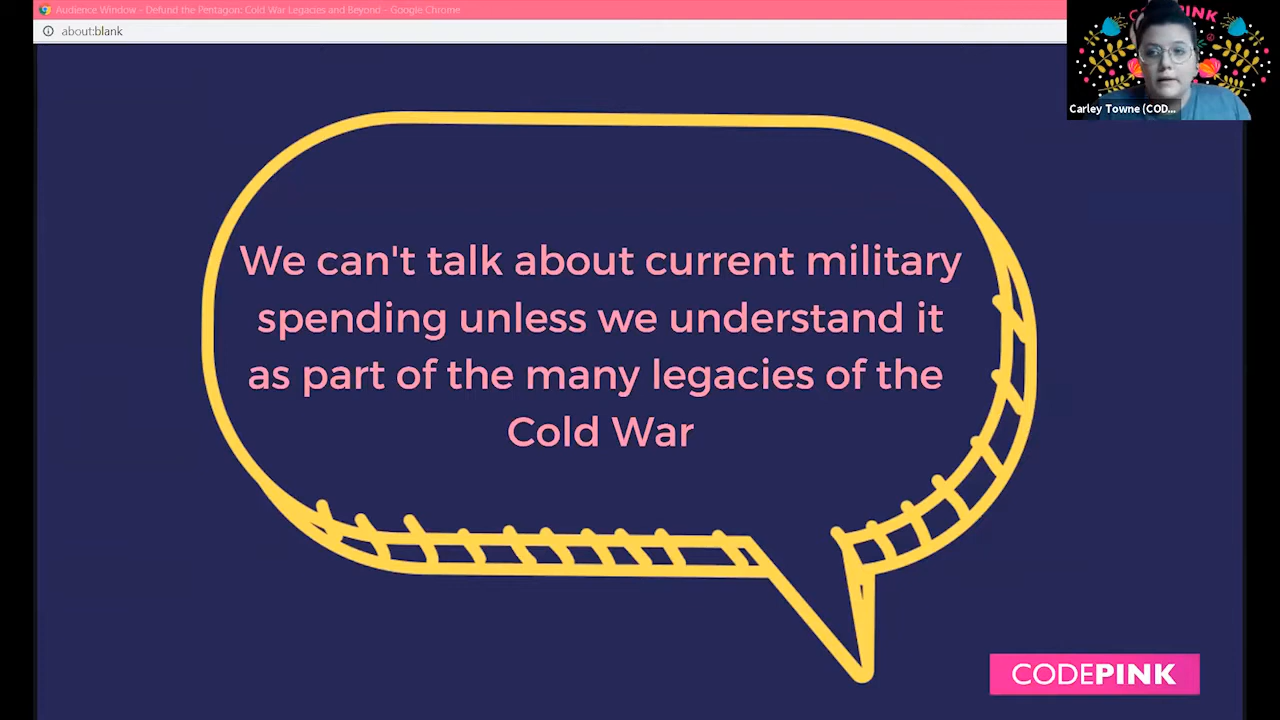 Audience Window - Defund the Pentagon: Cold War Legacies and Beyond - Google Chrome
about:blank
CODEPINK
Carley Towne (COD...
We can't talk about current military
spending unless we understand it
as part of the many legacies of the
Cold War
CODEPINK